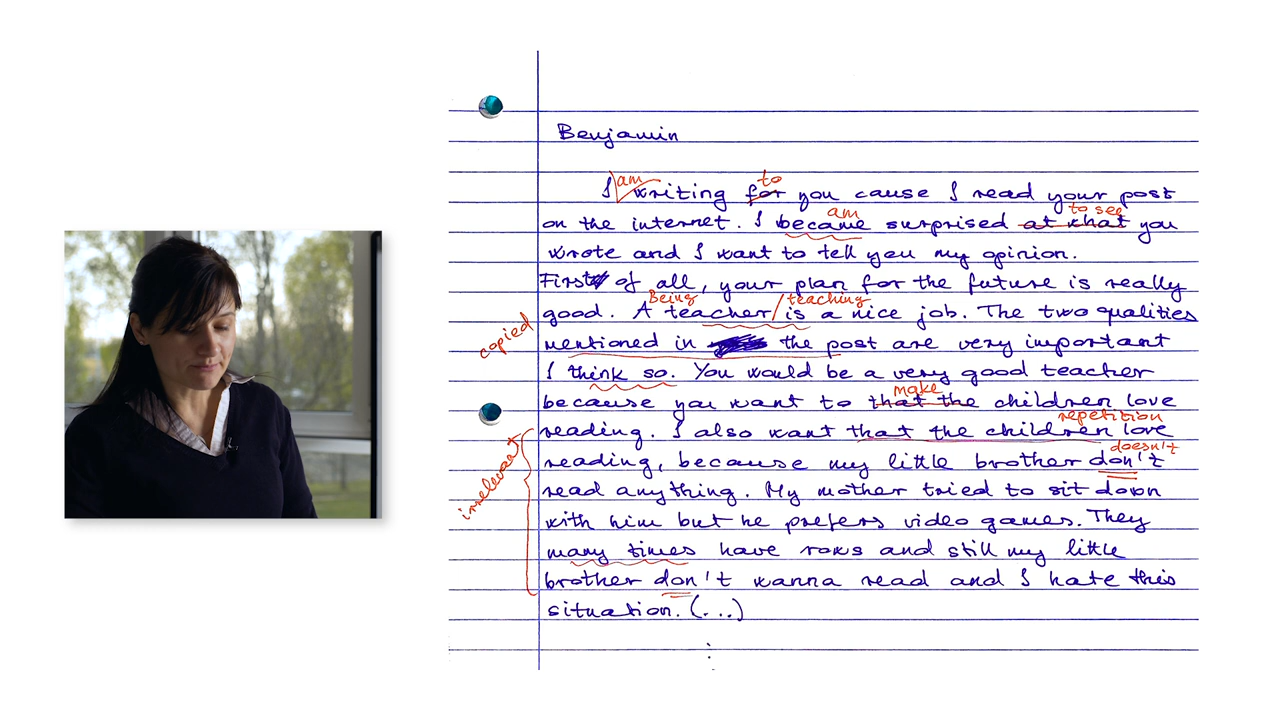 Benjamin
am to
I writing for you cause I read your post
am to see
on the internet. I became surprised at what you
wrote and I want to tell you my opinion.
First of all, your plan for the future is really
Being / teaching
good. A teacher is a nice job. The two qualities
copied
mentioned in the post are very important
I think so. You would be a very good teacher
make
because you want to that the children love
repetition
reading. I also want that the children love
irrelevant
doesn't
reading, because my little brother don't
read anything. My mother tried to sit down
with him but he prefers video games. They
many times have rows and still my little
brother don't wanna read and I hate this
situation. (...)